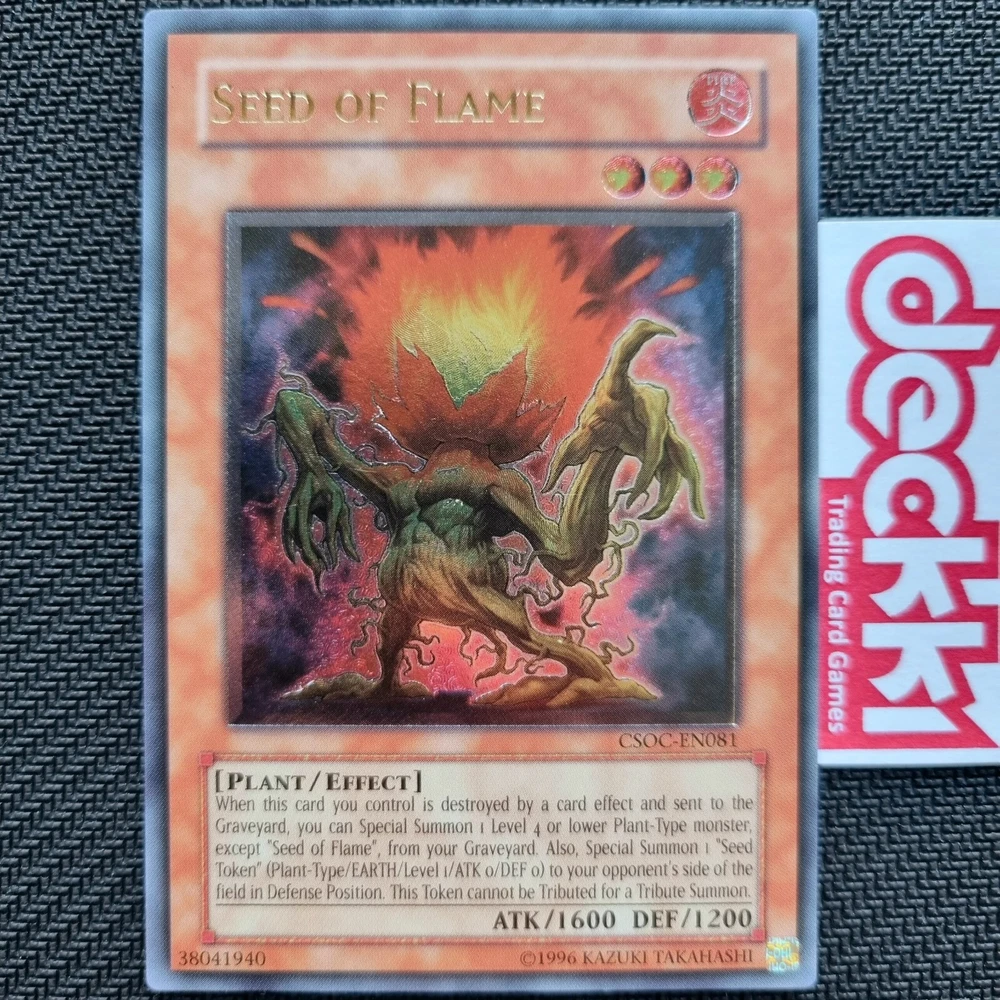 Seed of Flame
FIRE
炎
CSOC-EN081
[Plant/Effect]
When this card you control is destroyed by a card effect and sent to the
Graveyard, you can Special Summon 1 Level 4 or lower Plant-Type monster,
except "Seed of Flame", from your Graveyard. Also, Special Summon 1 "Seed
Token" (Plant-Type/EARTH/Level 1/ATK 0/DEF 0) to your opponent's side of the
field in Defense Position. This Token cannot be Tributed for a Tribute Summon.
ATK/1600 DEF/1200
38041940
©1996 KAZUKI TAKAHASHI
deckki
Trading Card Games